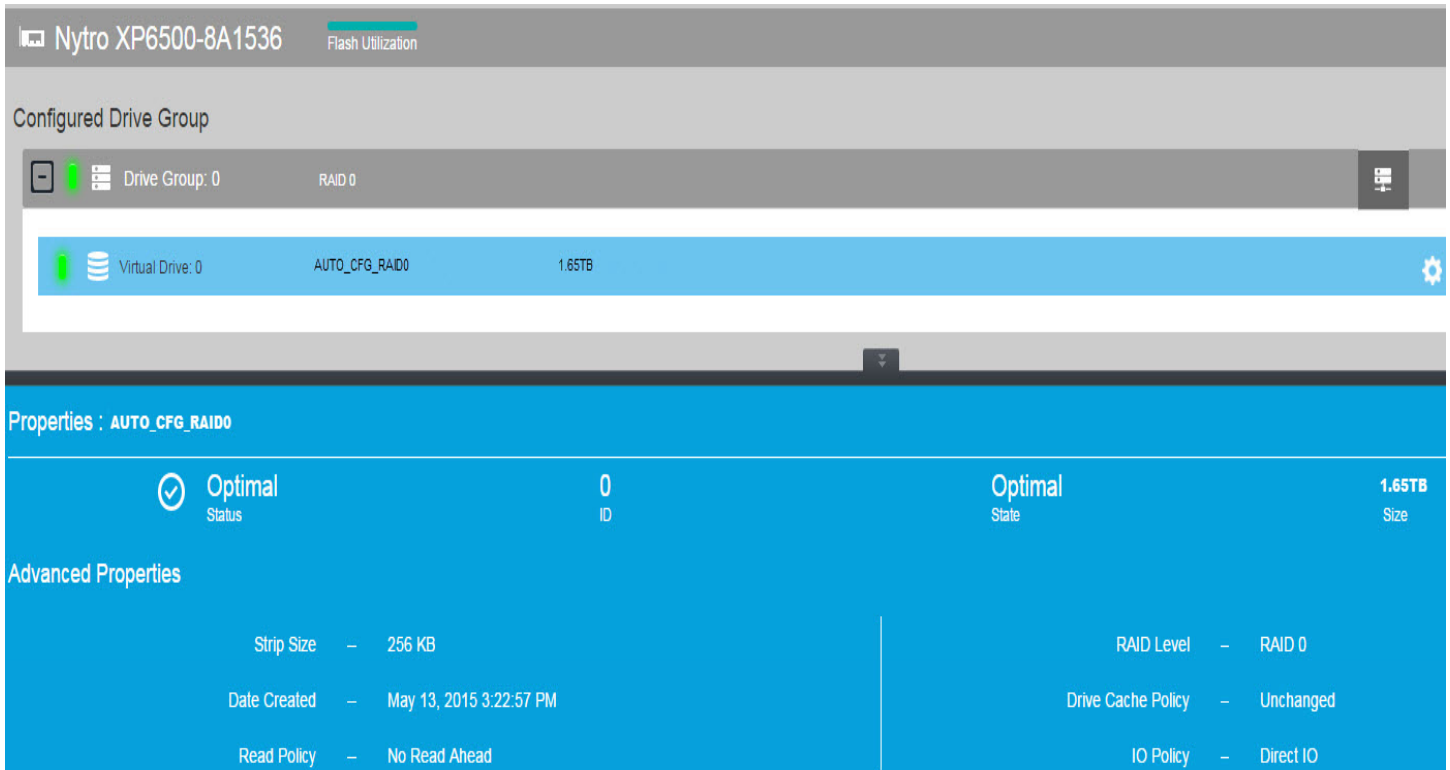 Nytro XP6500-8A1536 Flash Utilization
Configured Drive Group
Drive Group: 0 RAID 0
Virtual Drive: 0 AUTO_CFG_RAID0 1.65TB
Properties : AUTO_CFG_RAID0
Optimal 0 Optimal 1.65TB
Status ID State Size
Advanced Properties
Strip Size – 256 KB RAID Level – RAID 0
Date Created – May 13, 2015 3:22:57 PM Drive Cache Policy – Unchanged
Read Policy – No Read Ahead IO Policy – Direct IO